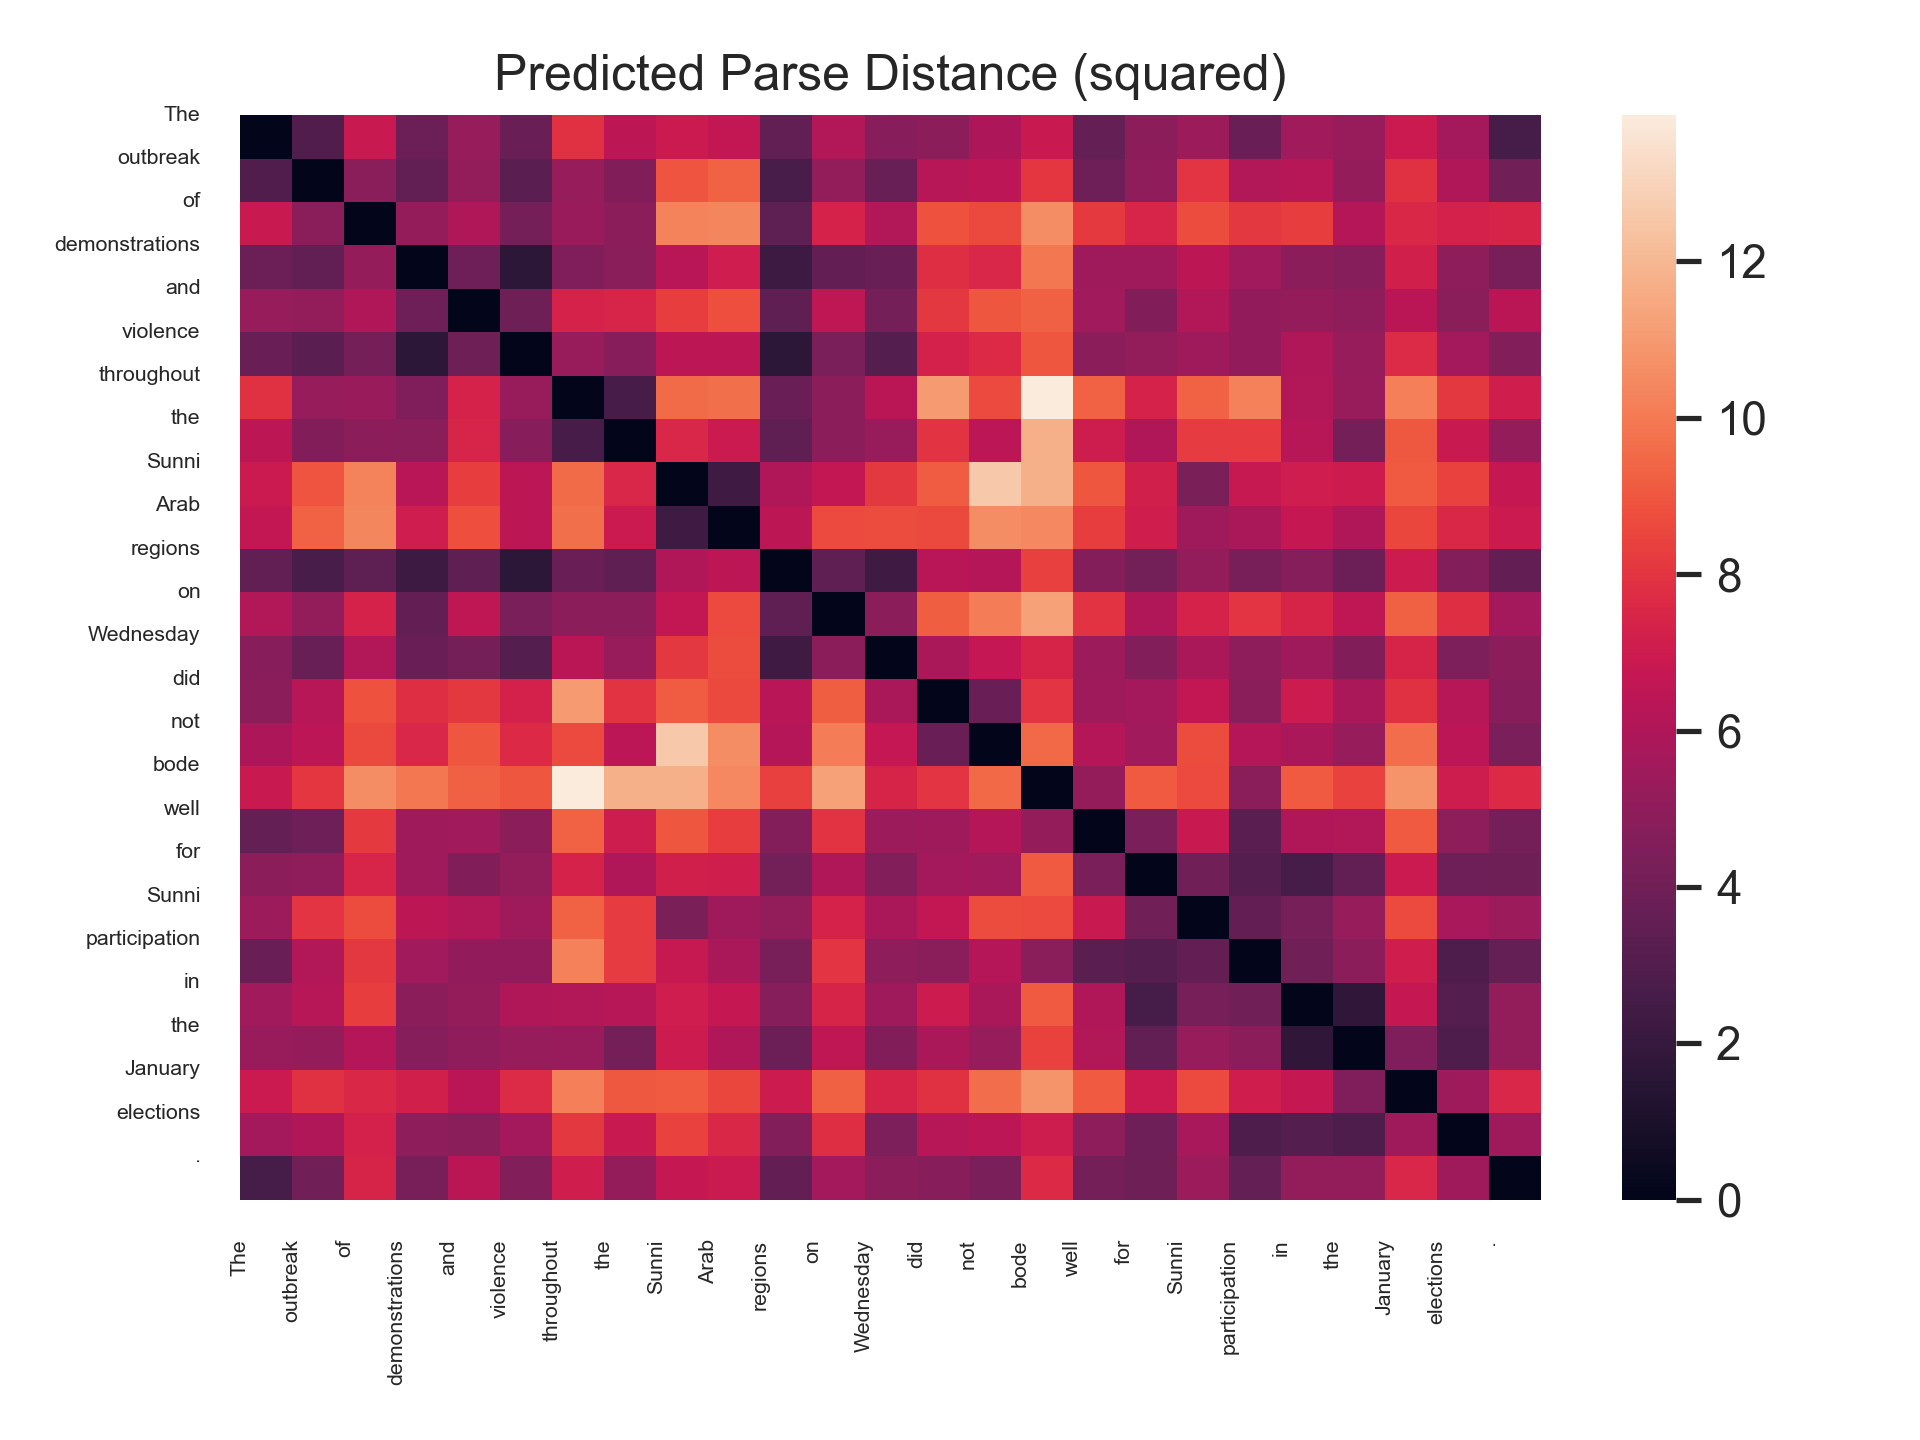 Predicted Parse Distance (squared)
The
outbreak
of
demonstrations
and
violence
throughout
the
Sunni
Arab
regions
on
Wednesday
did
not
bode
well
for
Sunni
participation
in
the
January
elections
.
The
outbreak
of
demonstrations
and
violence
throughout
the
Sunni
Arab
regions
on
Wednesday
did
not
bode
well
for
Sunni
participation
in
the
January
elections
.
12
10
8
6
4
2
0